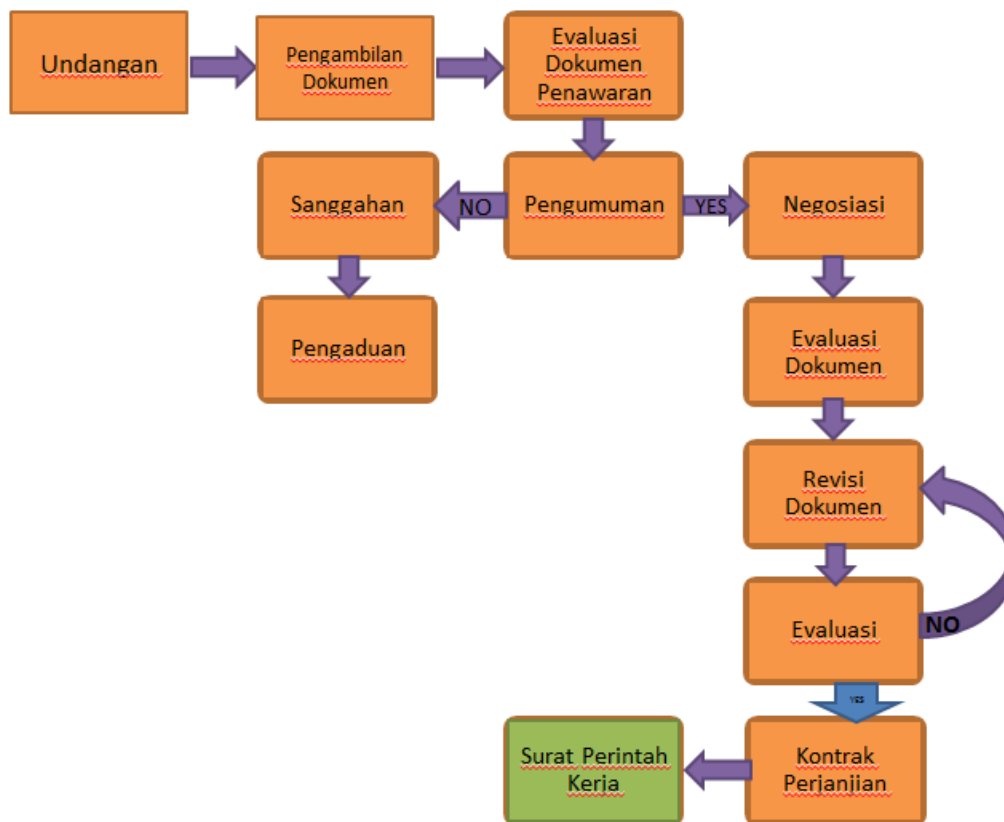 Undangan
Pengambilan
Dokumen
Evaluasi
Dokumen
Penawaran
Sanggahan
NO
Pengumuman
YES
Negosiasi
Pengaduan
Evaluasi
Dokumen
Revisi
Dokumen
Evaluasi
NO
YES
Surat Perintah
Kerja
Kontrak
Perjanjian